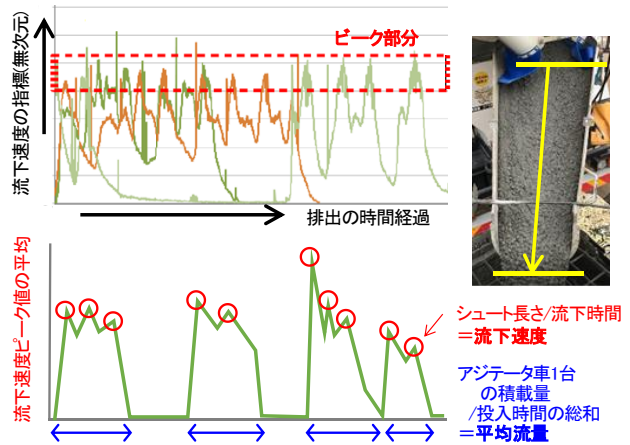 ピーク部分
流下速度の指標(無次元)
排出の時間経過
流下速度ピーク値の平均
シュート長さ/流下時間
＝流下速度
アジテータ車1台
の積載量
/投入時間の総和
＝平均流量